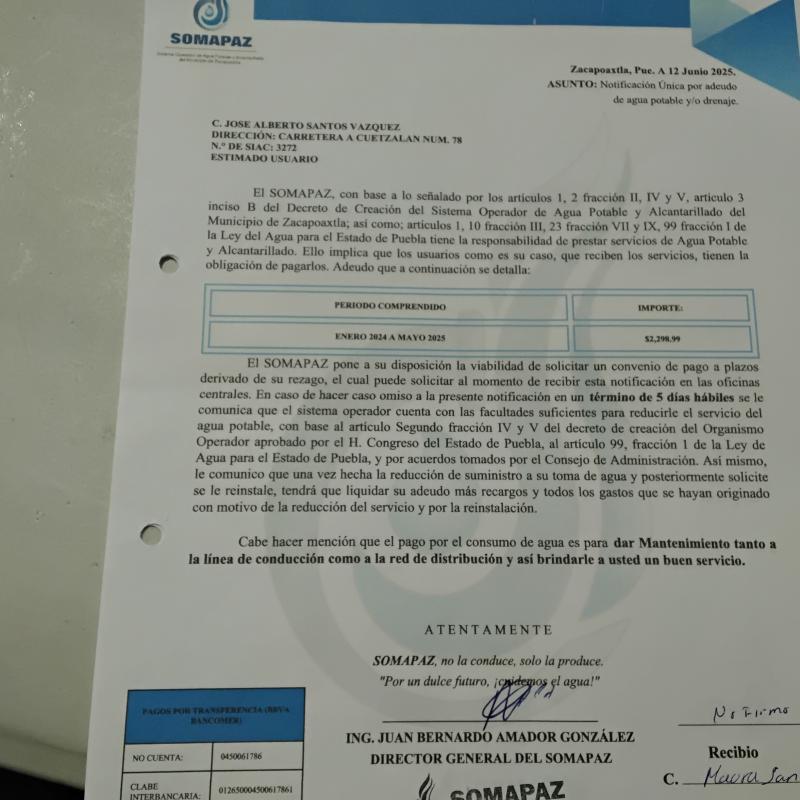 SOMAPAZ
Sistema Operador de Agua Potable y Alcantarillado
del Municipio de Zacapoaxtla
Zacapoaxtla, Pue. A 12 Junio 2025.
ASUNTO: Notificación Única por adeudo
de agua potable y/o drenaje.
C. JOSE ALBERTO SANTOS VAZQUEZ
DIRECCIÓN: CARRETERA A CUETZALAN NUM. 78
N.º DE SIAC: 3272
ESTIMADO USUARIO
El SOMAPAZ, con base a lo señalado por los artículos 1, 2 fracción II, IV y V, articulo 3
inciso B del Decreto de Creación del Sistema Operador de Agua Potable y Alcantarillado del
Municipio de Zacapoaxtla; así como; artículos 1, 10 fracción III, 23 fracción VII y IX, 99 fracción I de
la Ley del Agua para el Estado de Puebla tiene la responsabilidad de prestar servicios de Agua Potable
y Alcantarillado. Ello implica que los usuarios como es su caso, que reciben los servicios, tienen la
obligación de pagarlos. Adeudo que a continuación se detalla:
PERIODO COMPRENDIDO IMPORTE:
ENERO 2024 A MAYO 2025 $2,298.99
El SOMAPAZ pone a su disposición la viabilidad de solicitar un convenio de pago a plazos
derivado de su rezago, el cual puede solicitar al momento de recibir esta notificación en las oficinas
centrales. En caso de hacer caso omiso a la presente notificación en un término de 5 días hábiles se le
comunica que el sistema operador cuenta con las facultades suficientes para reducirle el servicio del
agua potable, con base al artículo Segundo fracción IV y V del decreto de creación del Organismo
Operador aprobado por el H. Congreso del Estado de Puebla, al artículo 99, fracción 1 de la Ley de
Agua para el Estado de Puebla, y por acuerdos tomados por el Consejo de Administración. Así mismo,
le comunico que una vez hecha la reducción de suministro a su toma de agua y posteriormente solicite
se le reinstale, tendrá que liquidar su adeudo más recargos y todos los gastos que se hayan originado
con motivo de la reducción del servicio y por la reinstalación.
Cabe hacer mención que el pago por el consumo de agua es para dar Mantenimiento tanto a
la línea de conducción como a la red de distribución y así brindarle a usted un buen servicio.
ATENTAMENTE
SOMAPAZ, no la conduce, solo la produce.
"Por un dulce futuro, ¡cuidemos el agua!"
ING. JUAN BERNARDO AMADOR GONZÁLEZ
DIRECTOR GENERAL DEL SOMAPAZ
SOMAPAZ
PAGOS POR TRANSFERENCIA (BBVA
BANCOMER)
NO CUENTA: 0450061786
CLABE
INTERBANCARIA: 012650004500617861
No Firmo
Recibio
C. Maura San